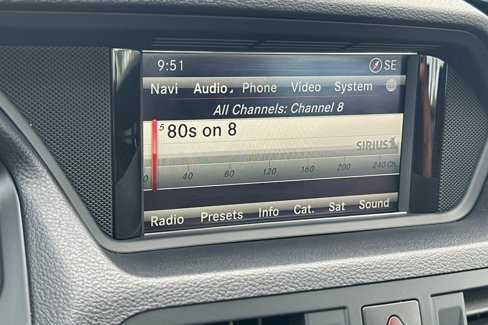 9:51 SE
Navi Audio Phone Video System
All Channels: Channel 8
5 80s on 8
SIRIUS
0 40 80 120 160 200 240 Ch
Radio Presets Info Cat. Sat Sound